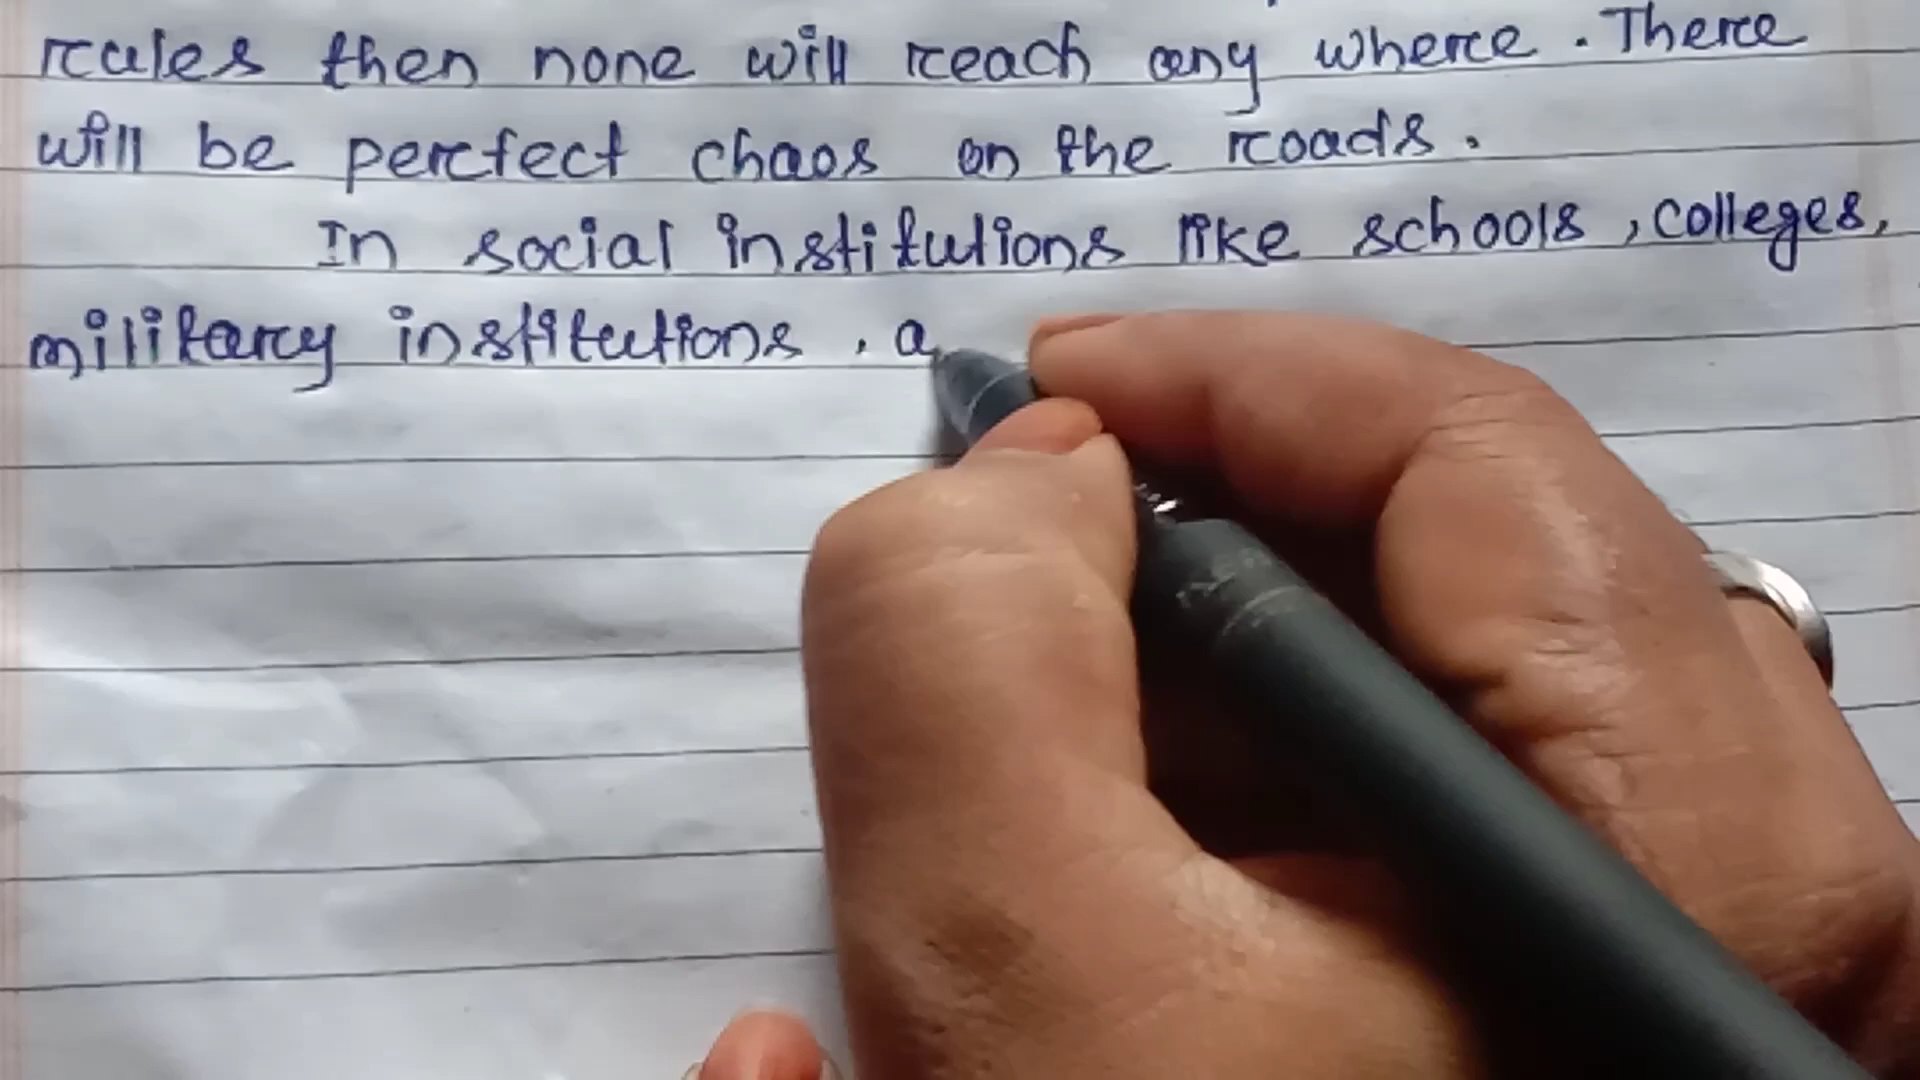 rules then none will reach any where . There
will be perfect chaos on the roads .
In social institutions like schools , colleges ,
military institutions , a